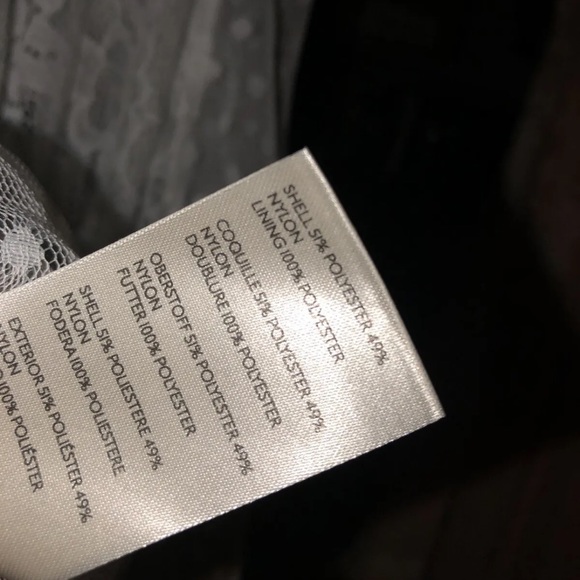 SHELL 51% POLYESTER 49%
NYLON
LINING 100% POLYESTER
COQUILLE 51% POLYESTER 49%
NYLON
DOUBLURE 100% POLYESTER
OBERSTOFF 51% POLYESTER 49%
NYLON
FUTTER 100% POLYESTER
SHELL 51% POLIESTERE 49%
NYLON
FODERA 100% POLIESTERE
EXTERIOR 51% POLIÉSTER 49%
NYLON
100% POLIÉSTER